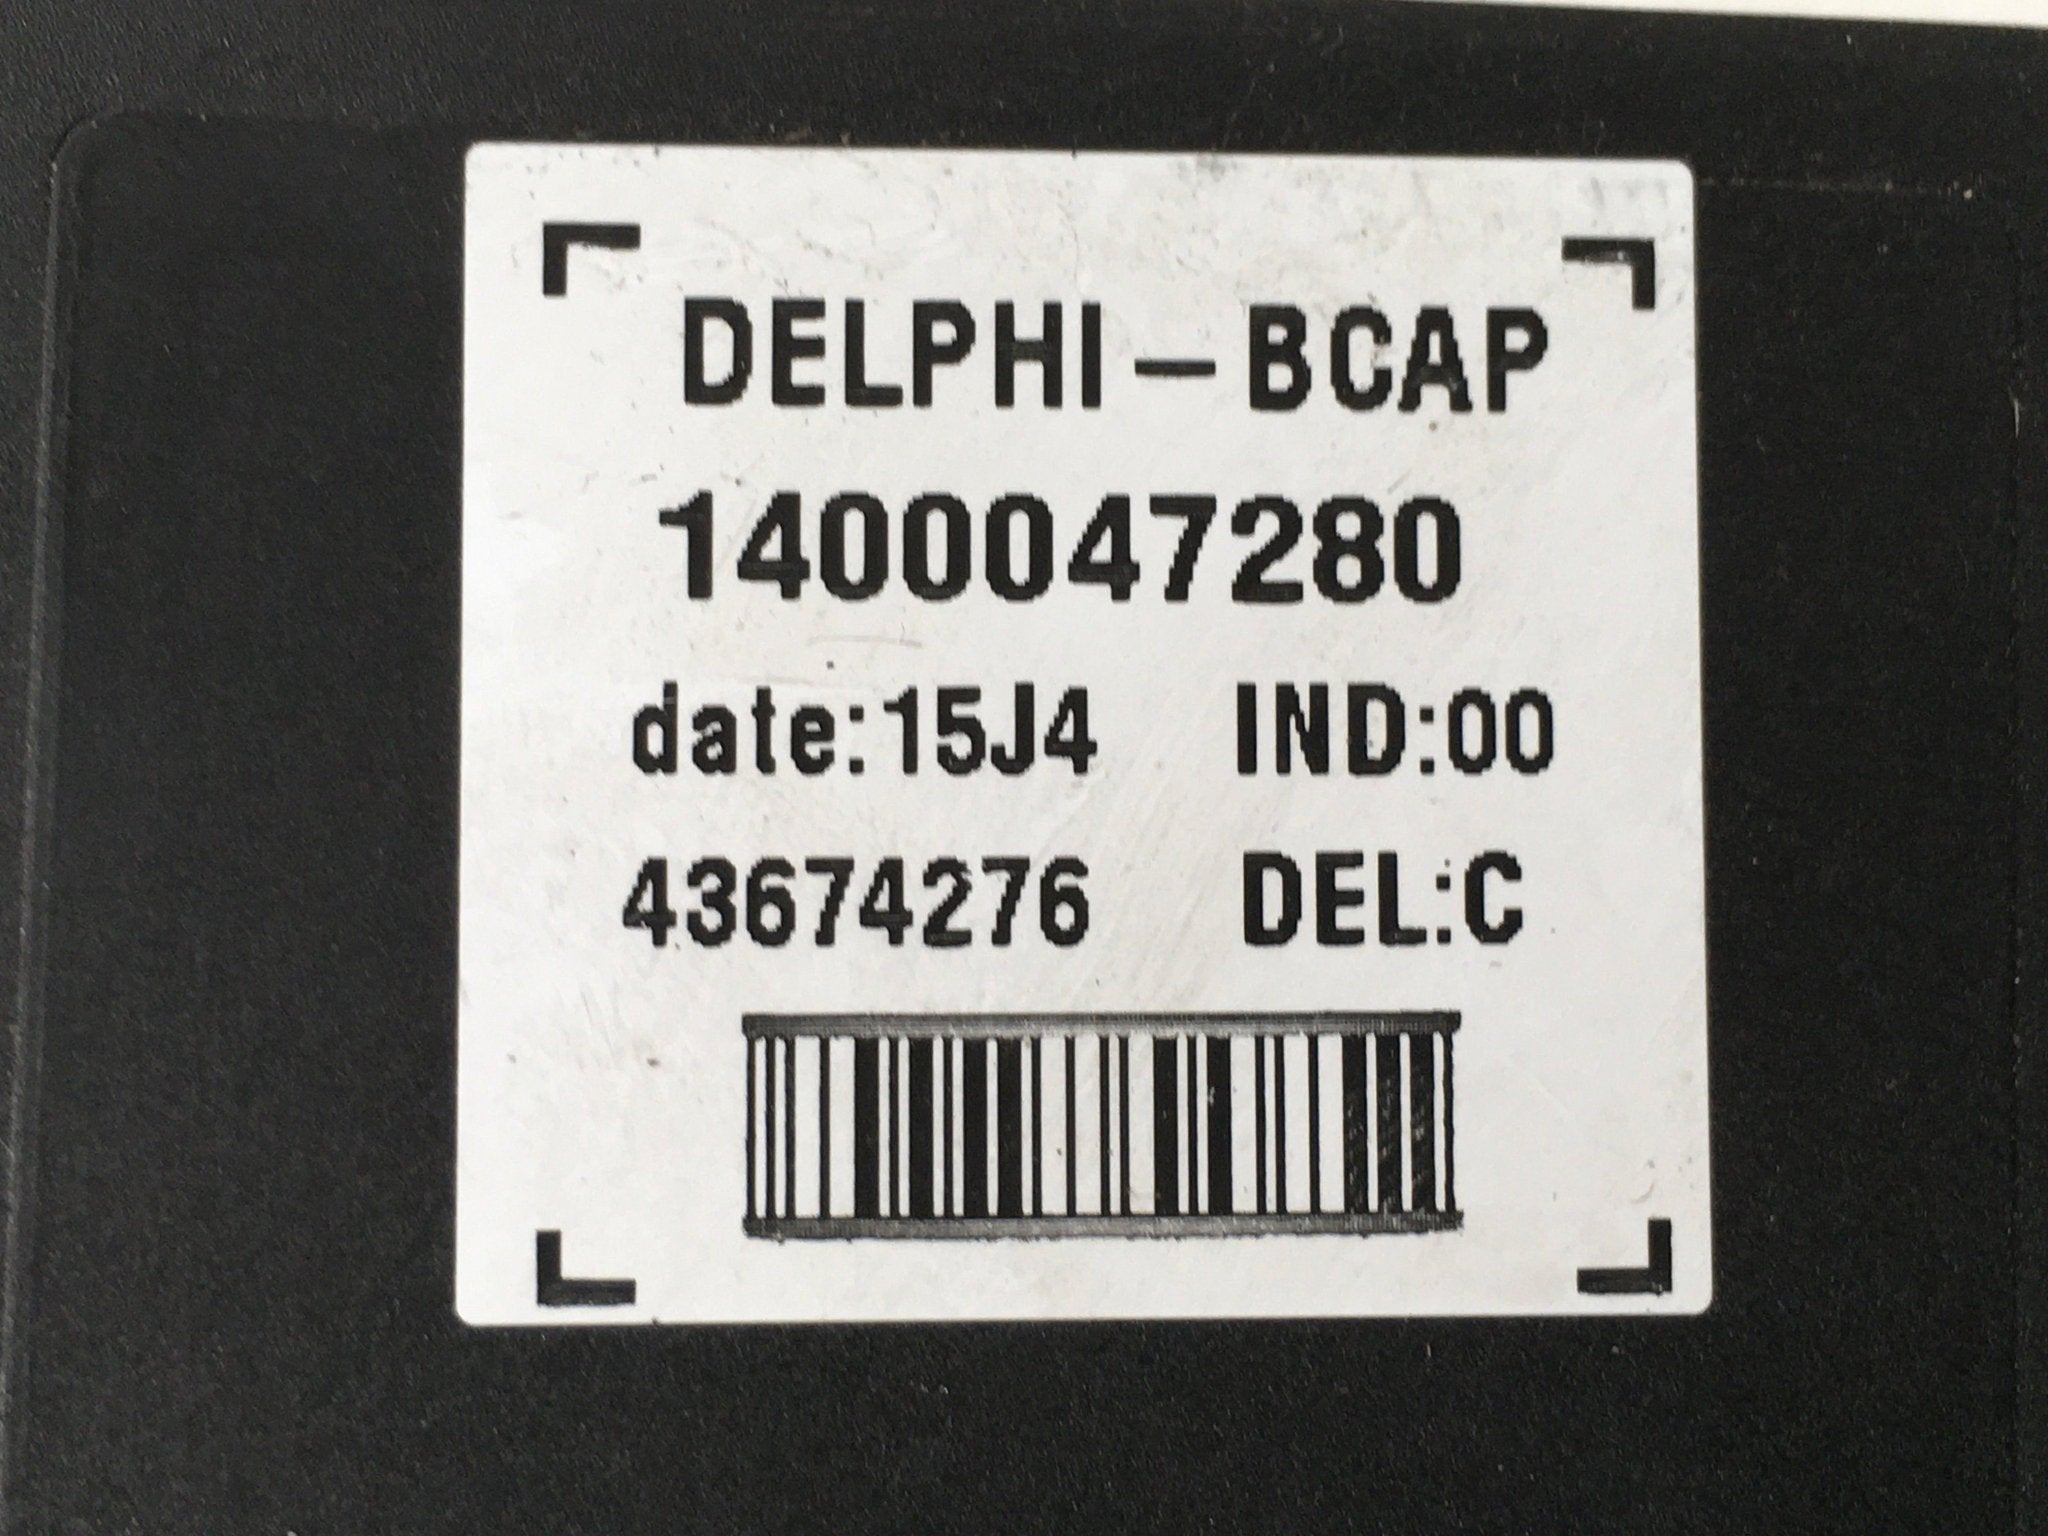 DELPHI-BCAP
1400047280
date:15J4 IND:00
43674276 DEL:C